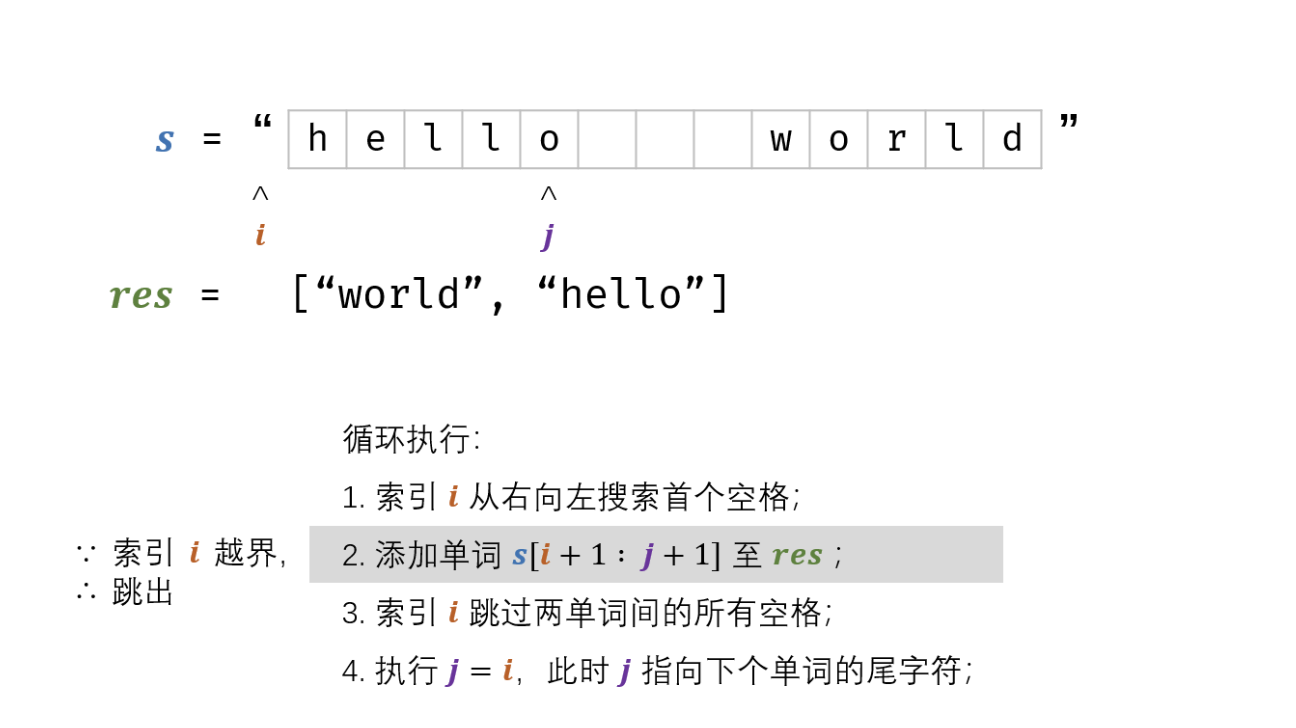 s = “ h e l l o w o r l d ”
^ ^
i j
res = [“world”, “hello”]
循环执行:
1. 索引 i 从右向左搜索首个空格;
∵ 索引 i 越界,
∴ 跳出
2. 添加单词 s[i + 1 : j + 1] 至 res ;
3. 索引 i 跳过两单词间的所有空格;
4. 执行 j = i, 此时 j 指向下个单词的尾字符;